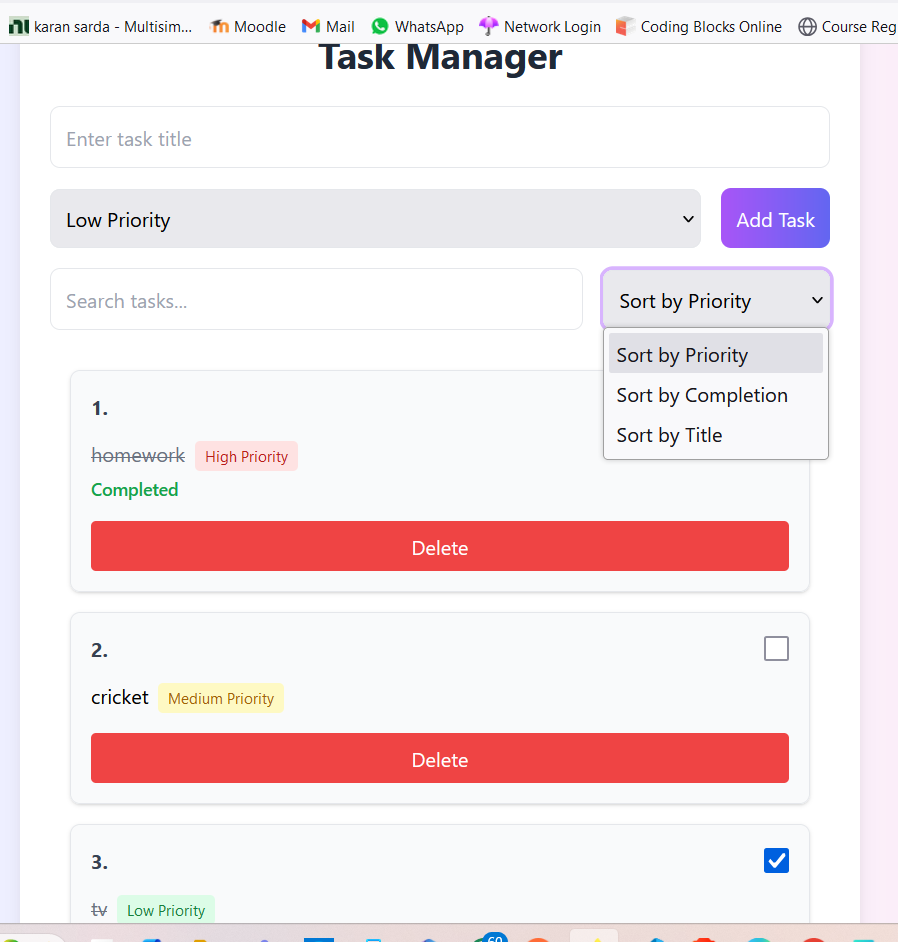 karan sarda - Multisim... Moodle Mail WhatsApp Network Login Coding Blocks Online Course Reg
Task Manager
Enter task title
Low Priority Add Task
Search tasks... Sort by Priority
Sort by Priority
Sort by Completion
Sort by Title
1.
homework High Priority
Completed
Delete
2.
cricket Medium Priority
Delete
3.
tv Low Priority